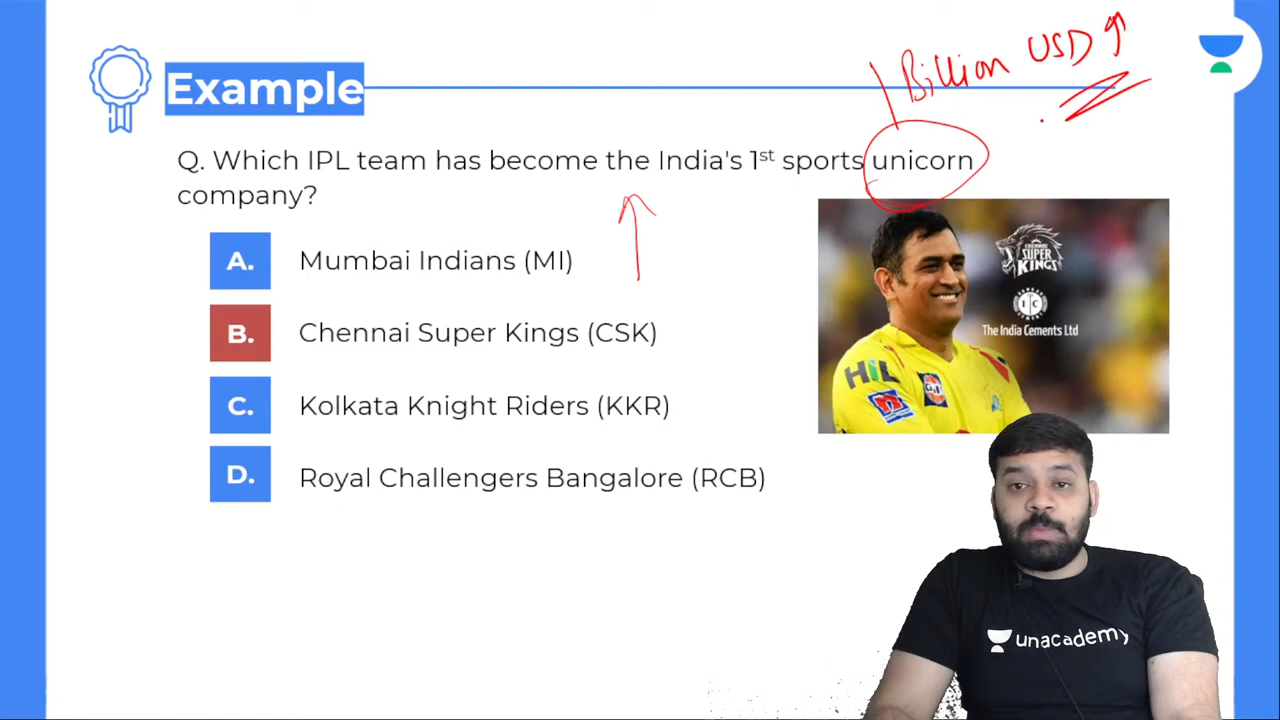 1 Billion USD
Example
Q. Which IPL team has become the India's 1st sports unicorn
company?
A. Mumbai Indians (MI)
B. Chennai Super Kings (CSK)
C. Kolkata Knight Riders (KKR)
D. Royal Challengers Bangalore (RCB)
CHENNAI
SUPER
KINGS
The India Cements Ltd
HIL
unacademy